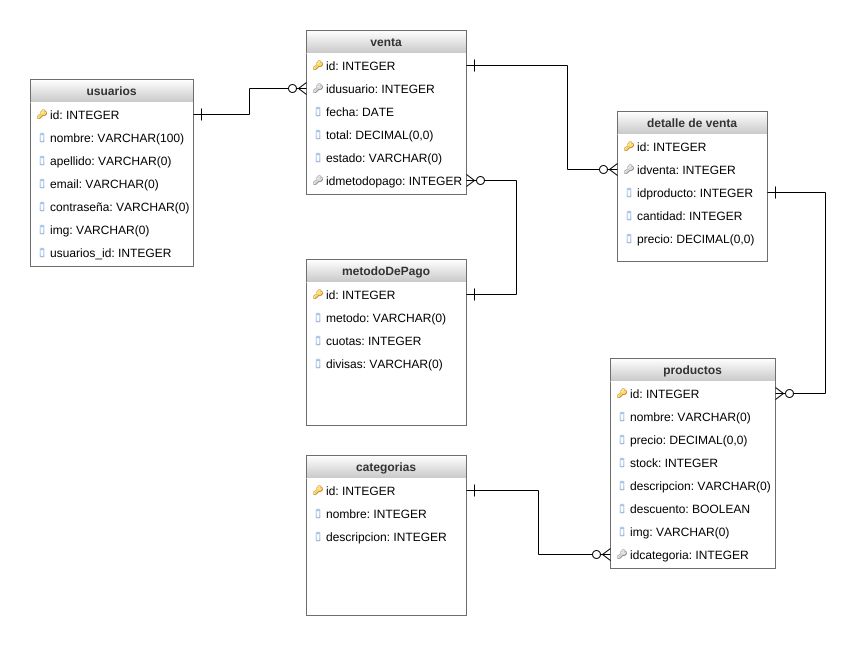 usuarios
id: INTEGER
nombre: VARCHAR(100)
apellido: VARCHAR(0)
email: VARCHAR(0)
contraseña: VARCHAR(0)
img: VARCHAR(0)
usuarios_id: INTEGER
venta
id: INTEGER
idusuario: INTEGER
fecha: DATE
total: DECIMAL(0,0)
estado: VARCHAR(0)
idmetodopago: INTEGER
metodoDePago
id: INTEGER
metodo: VARCHAR(0)
cuotas: INTEGER
divisas: VARCHAR(0)
categorias
id: INTEGER
nombre: INTEGER
descripcion: INTEGER
detalle de venta
id: INTEGER
idventa: INTEGER
idproducto: INTEGER
cantidad: INTEGER
precio: DECIMAL(0,0)
productos
id: INTEGER
nombre: VARCHAR(0)
precio: DECIMAL(0,0)
stock: INTEGER
descripcion: VARCHAR(0)
descuento: BOOLEAN
img: VARCHAR(0)
idcategoria: INTEGER